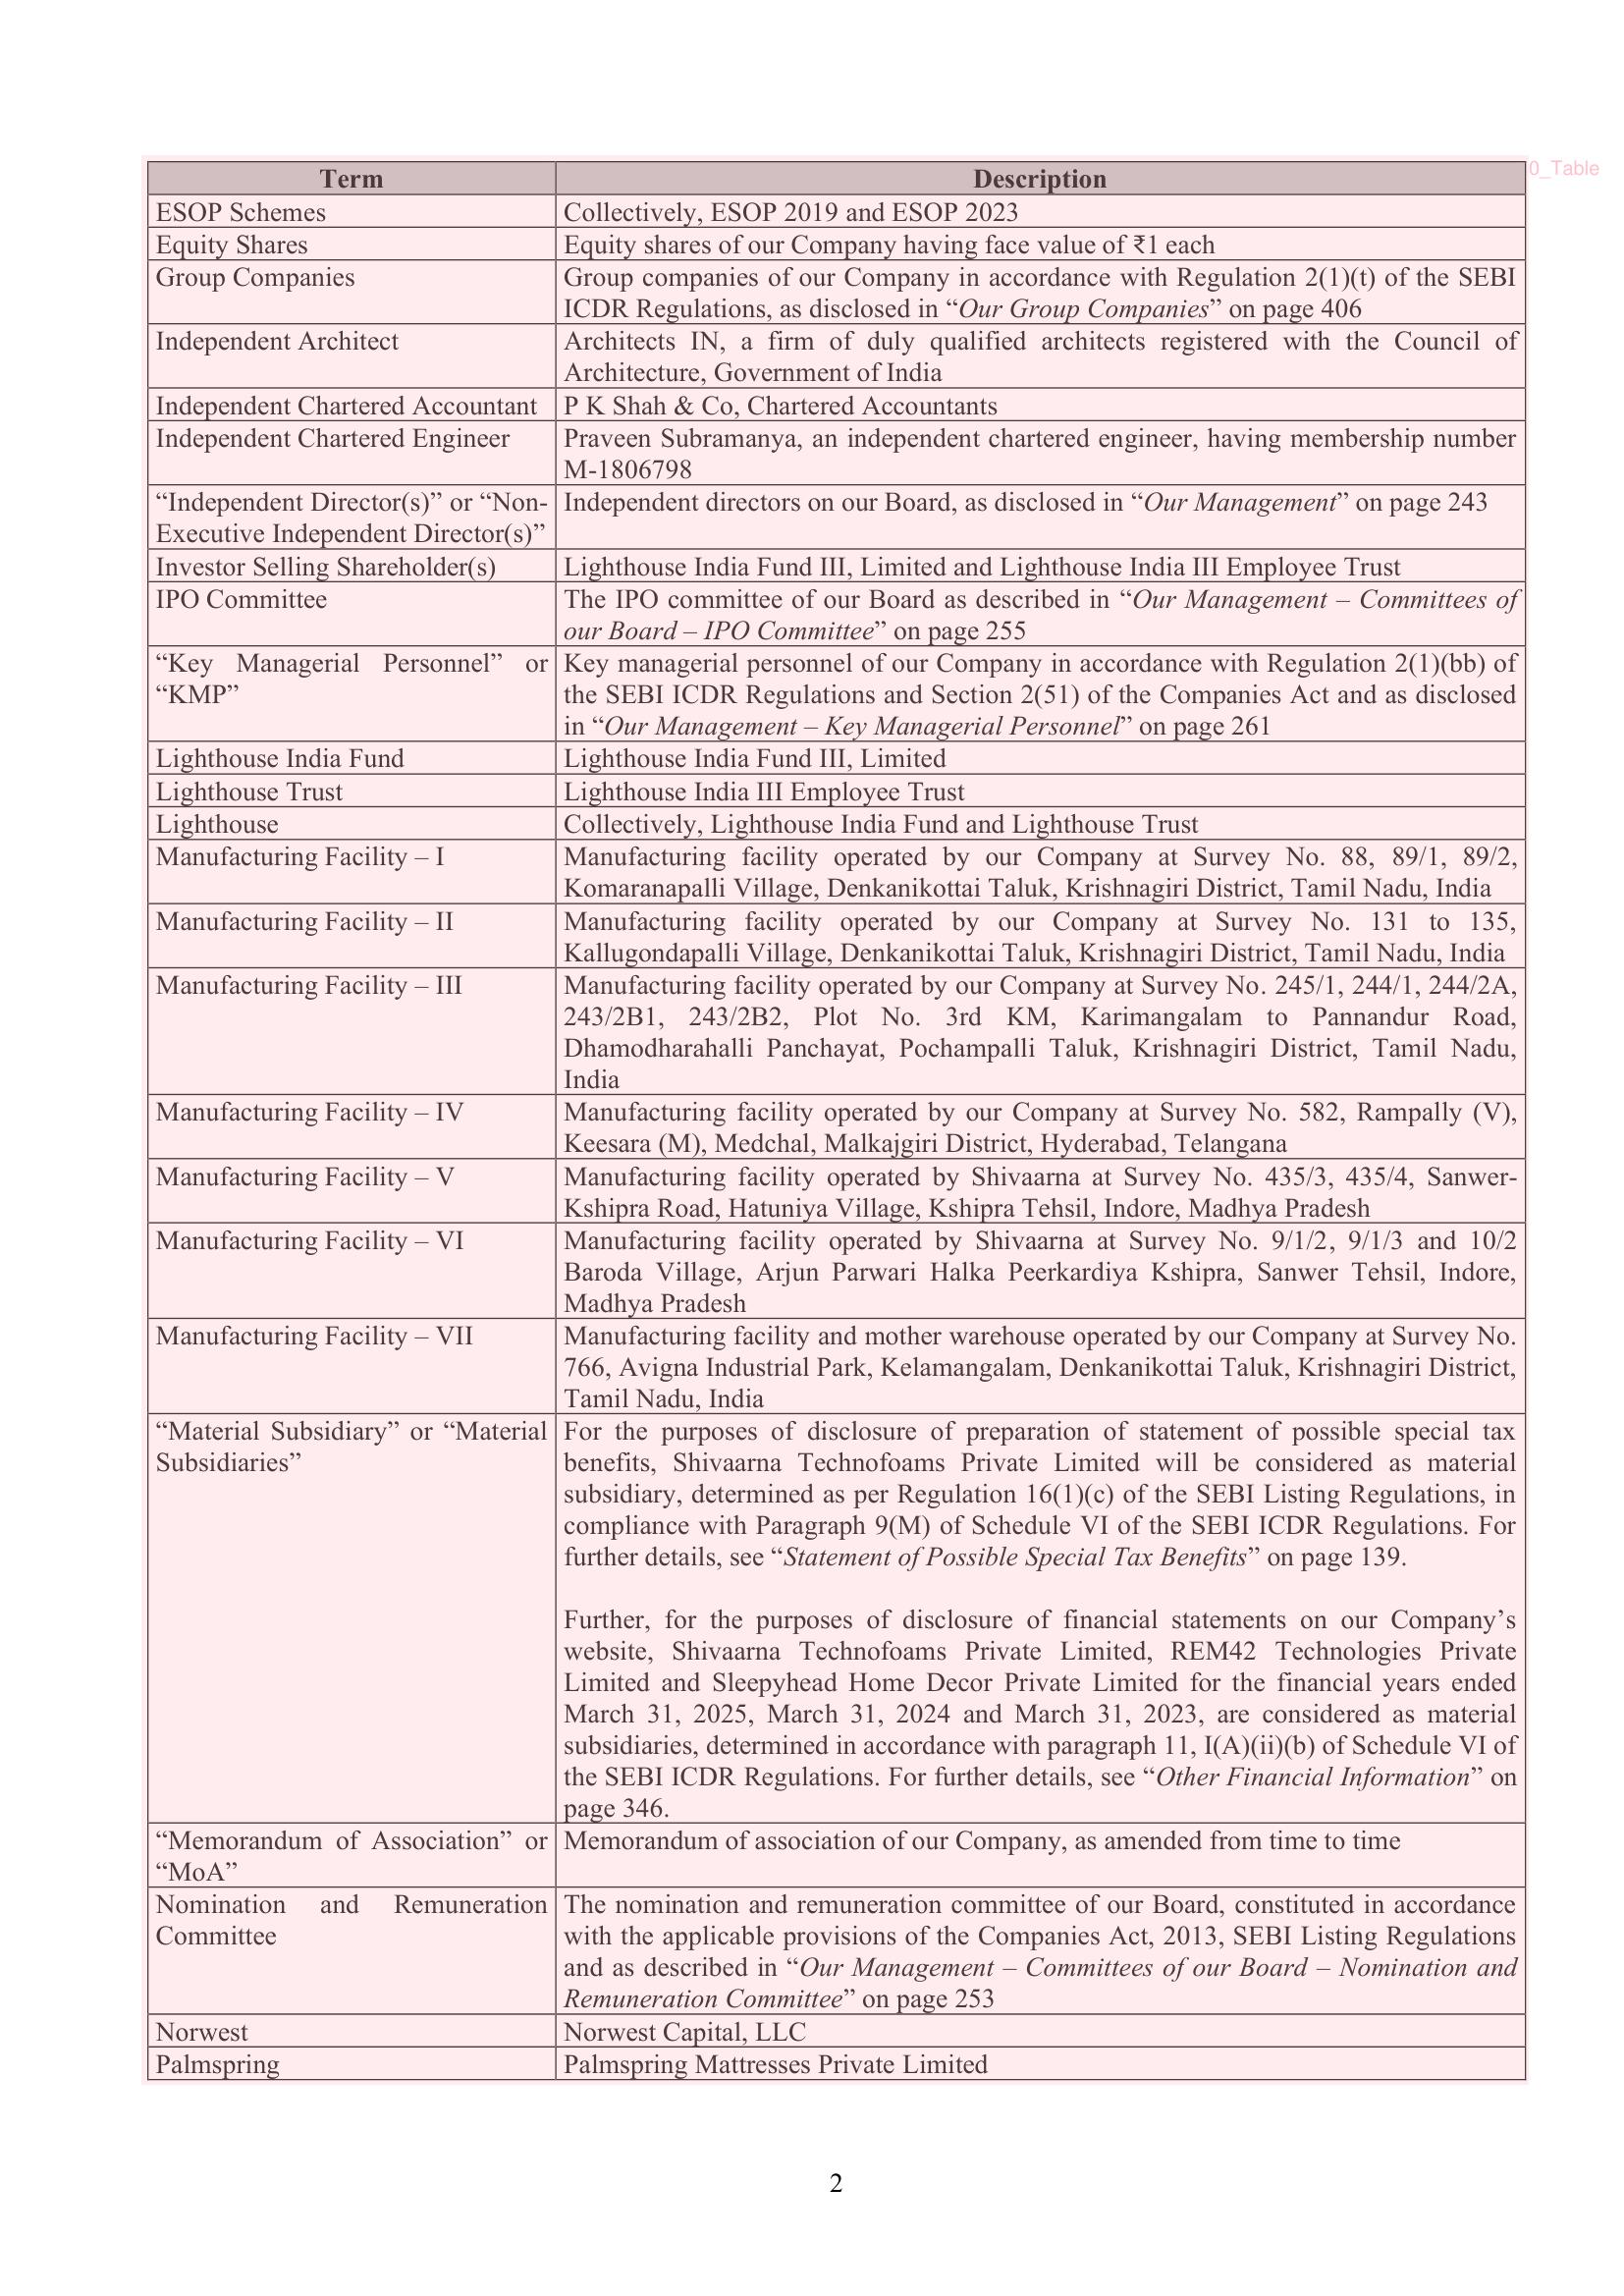 0_Table
Term Description
ESOP Schemes Collectively, ESOP 2019 and ESOP 2023
Equity Shares Equity shares of our Company having face value of ₹1 each
Group Companies Group companies of our Company in accordance with Regulation 2(1)(t) of the SEBI
ICDR Regulations, as disclosed in “Our Group Companies” on page 406
Independent Architect Architects IN, a firm of duly qualified architects registered with the Council of
Architecture, Government of India
Independent Chartered Accountant P K Shah & Co, Chartered Accountants
Independent Chartered Engineer Praveen Subramanya, an independent chartered engineer, having membership number
M-1806798
“Independent Director(s)” or “Non- Independent directors on our Board, as disclosed in “Our Management” on page 243
Executive Independent Director(s)”
Investor Selling Shareholder(s) Lighthouse India Fund III, Limited and Lighthouse India III Employee Trust
IPO Committee The IPO committee of our Board as described in “Our Management – Committees of
our Board – IPO Committee” on page 255
“Key Managerial Personnel” or Key managerial personnel of our Company in accordance with Regulation 2(1)(bb) of
“KMP” the SEBI ICDR Regulations and Section 2(51) of the Companies Act and as disclosed
in “Our Management – Key Managerial Personnel” on page 261
Lighthouse India Fund Lighthouse India Fund III, Limited
Lighthouse Trust Lighthouse India III Employee Trust
Lighthouse Collectively, Lighthouse India Fund and Lighthouse Trust
Manufacturing Facility – I Manufacturing facility operated by our Company at Survey No. 88, 89/1, 89/2,
Komaranapalli Village, Denkanikottai Taluk, Krishnagiri District, Tamil Nadu, India
Manufacturing Facility – II Manufacturing facility operated by our Company at Survey No. 131 to 135,
Kallugondapalli Village, Denkanikottai Taluk, Krishnagiri District, Tamil Nadu, India
Manufacturing Facility – III Manufacturing facility operated by our Company at Survey No. 245/1, 244/1, 244/2A,
243/2B1, 243/2B2, Plot No. 3rd KM, Karimangalam to Pannandur Road,
Dhamodharahalli Panchayat, Pochampalli Taluk, Krishnagiri District, Tamil Nadu,
India
Manufacturing Facility – IV Manufacturing facility operated by our Company at Survey No. 582, Rampally (V),
Keesara (M), Medchal, Malkajgiri District, Hyderabad, Telangana
Manufacturing Facility – V Manufacturing facility operated by Shivaarna at Survey No. 435/3, 435/4, Sanwer-
Kshipra Road, Hatuniya Village, Kshipra Tehsil, Indore, Madhya Pradesh
Manufacturing Facility – VI Manufacturing facility operated by Shivaarna at Survey No. 9/1/2, 9/1/3 and 10/2
Baroda Village, Arjun Parwari Halka Peerkardiya Kshipra, Sanwer Tehsil, Indore,
Madhya Pradesh
Manufacturing Facility – VII Manufacturing facility and mother warehouse operated by our Company at Survey No.
766, Avigna Industrial Park, Kelamangalam, Denkanikottai Taluk, Krishnagiri District,
Tamil Nadu, India
“Material Subsidiary” or “Material For the purposes of disclosure of preparation of statement of possible special tax
Subsidiaries” benefits, Shivaarna Technofoams Private Limited will be considered as material
subsidiary, determined as per Regulation 16(1)(c) of the SEBI Listing Regulations, in
compliance with Paragraph 9(M) of Schedule VI of the SEBI ICDR Regulations. For
further details, see “Statement of Possible Special Tax Benefits” on page 139.
Further, for the purposes of disclosure of financial statements on our Company’s
website, Shivaarna Technofoams Private Limited, REM42 Technologies Private
Limited and Sleepyhead Home Decor Private Limited for the financial years ended
March 31, 2025, March 31, 2024 and March 31, 2023, are considered as material
subsidiaries, determined in accordance with paragraph 11, I(A)(ii)(b) of Schedule VI of
the SEBI ICDR Regulations. For further details, see “Other Financial Information” on
page 346.
“Memorandum of Association” or Memorandum of association of our Company, as amended from time to time
“MoA”
Nomination and Remuneration The nomination and remuneration committee of our Board, constituted in accordance
Committee with the applicable provisions of the Companies Act, 2013, SEBI Listing Regulations
and as described in “Our Management – Committees of our Board – Nomination and
Remuneration Committee” on page 253
Norwest Norwest Capital, LLC
Palmspring Palmspring Mattresses Private Limited
2